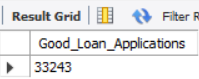 Result Grid Filter R
Good_Loan_Applications
33243